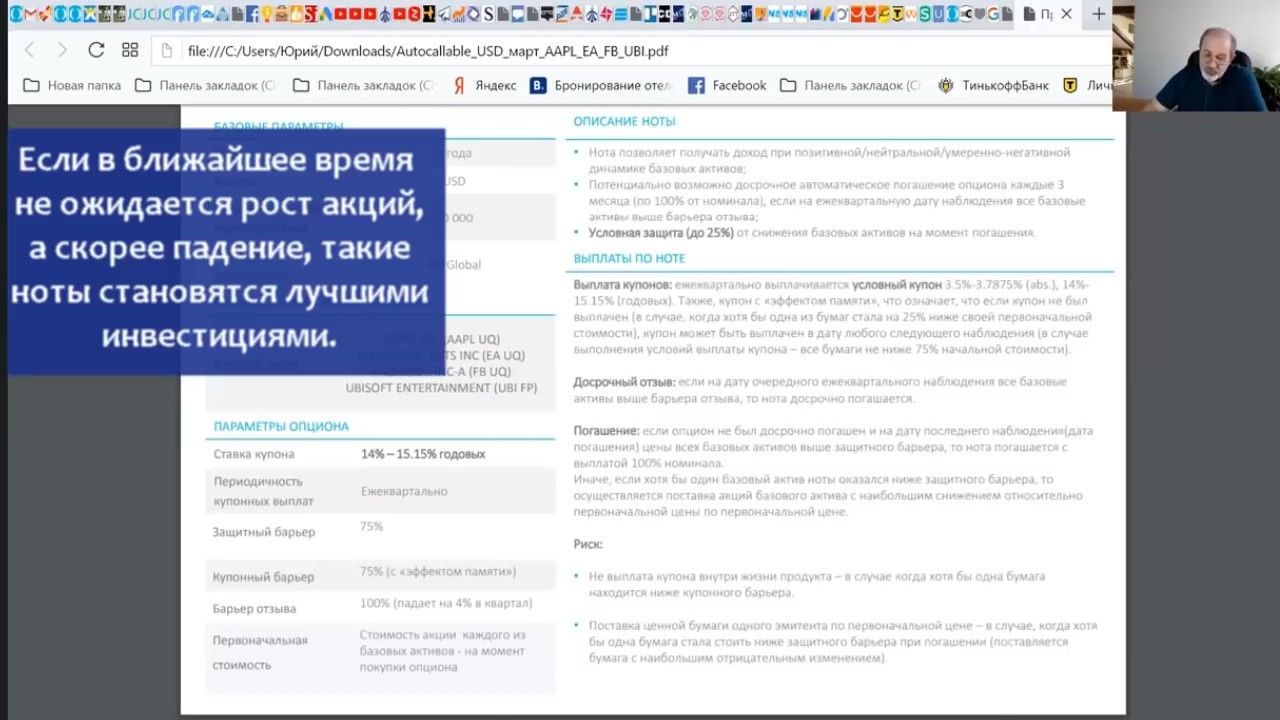 file:///C:/Users/Юрий/Downloads/Autocallable_USD_март_AAPL_EA_FB_UBI.pdf
Новая папка
Панель закладок (С
Панель закладок (С
Яндекс
Бронирование оте
Facebook
Панель закладок (С
ТинькоффБанк
Личн
БАЗОВЫЕ ПАРАМЕТРЫ
года
USD
0 000
Global
Если в ближайшее время
не ожидается рост акций,
а скорее падение, такие
ноты становятся лучшими
инвестициями.
AAPL UQ)
TS INC (EA UQ)
C-A (FB UQ)
UBISOFT ENTERTAINMENT (UBI FP)
ПАРАМЕТРЫ ОПЦИОНА
Ставка купона 14% – 15.15% годовых
Периодичность
купонных выплат
Ежеквартально
Защитный барьер 75%
Купонный барьер 75% (с «эффектом памяти»)
Барьер отзыва 100% (падает на 4% в квартал)
Первоначальная
стоимость
Стоимость акции каждого из
базовых активов - на момент
покупки опциона
ОПИСАНИЕ НОТЫ
• Нота позволяет получать доход при позитивной/нейтральной/умеренно-негативной
динамике базовых активов;
• Потенциально возможно досрочное автоматическое погашение опциона каждые 3
месяца (по 100% от номинала), если на ежеквартальную дату наблюдения все базовые
активы выше барьера отзыва;
• Условная защита (до 25%) от снижения базовых активов на момент погашения.
ВЫПЛАТЫ ПО НОТЕ
Выплата купонов: ежеквартально выплачивается условный купон 3.5%-3.7875% (abs.), 14%-
15.15% (годовых). Также, купон с «эффектом памяти», что означает, что если купон не был
выплачен (в случае, когда хотя бы одна из бумаг стала на 25% ниже своей первоначальной
стоимости), купон может быть выплачен в дату любого следующего наблюдения (в случае
выполнения условий выплаты купона – все бумаги не ниже 75% начальной стоимости).
Досрочный отзыв: если на дату очередного ежеквартального наблюдения все базовые
активы выше барьера отзыва, то нота досрочно погашается.
Погашение: если опцион не был досрочно погашен и на дату последнего наблюдения(дата
погашения) цены всех базовых активов выше защитного барьера, то нота погашается с
выплатой 100% номинала.
Иначе, если хотя бы один базовый актив ноты оказался ниже защитного барьера, то
осуществляется поставка акций базового актива с наибольшим снижением относительно
первоначальной цены по первоначальной цене.
Риск:
• Не выплата купона внутри жизни продукта – в случае когда хотя бы одна бумага
находится ниже купонного барьера.
• Поставка ценной бумаги одного эмитента по первоначальной цене – в случае, когда хотя
бы одна бумага стала стоить ниже защитного барьера при погашении (поставляется
бумага с наибольшим отрицательным изменением).